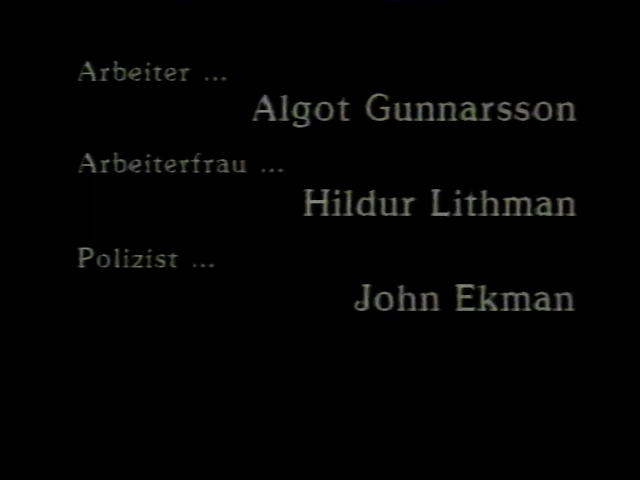 Arbeiter ...
Algot Gunnarsson
Arbeiterfrau ...
Hildur Lithman
Polizist ...
John Ekman